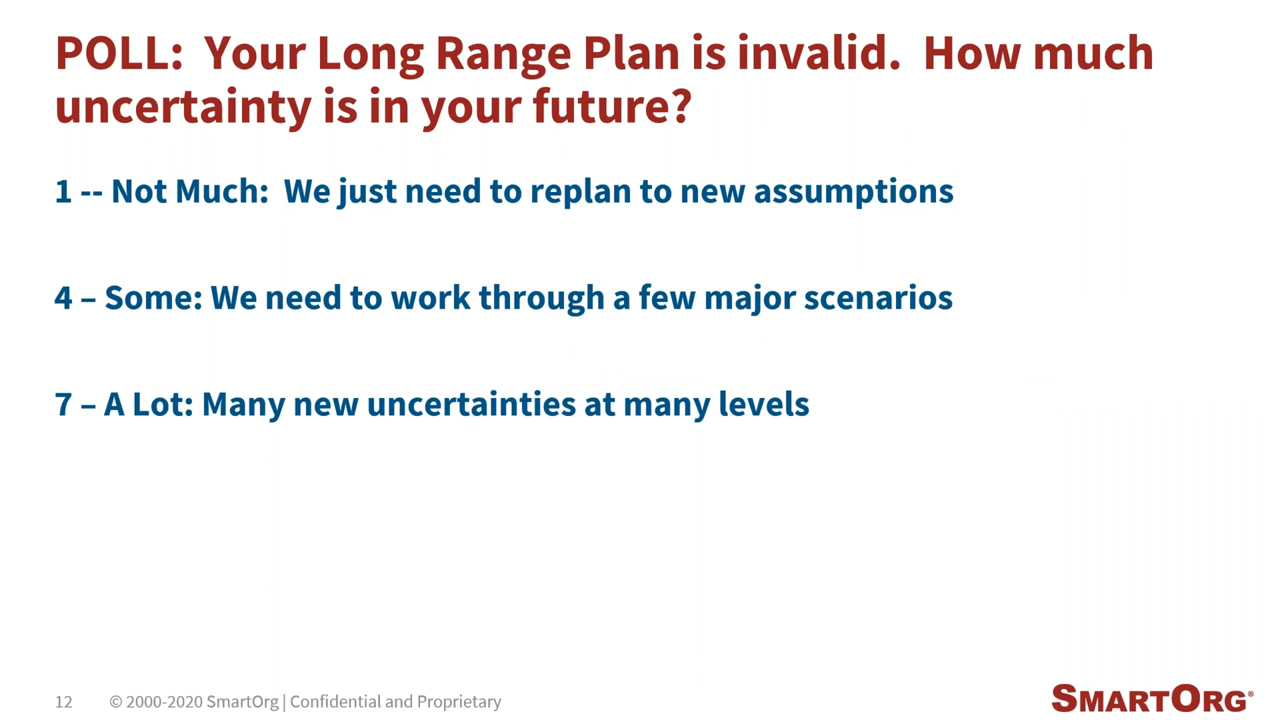 POLL:  Your Long Range Plan is invalid.  How much
uncertainty is in your future?
1 -- Not Much:  We just need to replan to new assumptions
4 – Some: We need to work through a few major scenarios
7 – A Lot: Many new uncertainties at many levels
12 © 2000-2020 SmartOrg | Confidential and Proprietary
SMARTORG®